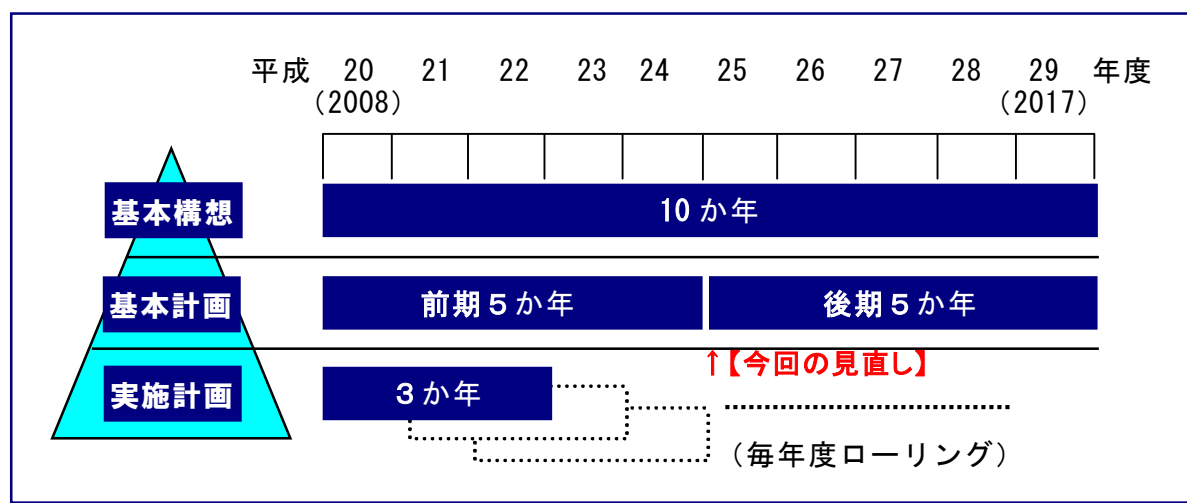 平成 20 21 22 23 24 25 26 27 28 29 年度
（2008） （2017）
基本構想 10か年
基本計画 前期５か年 後期５か年
↑【今回の見直し】
実施計画 ３か年
（毎年度ローリング）